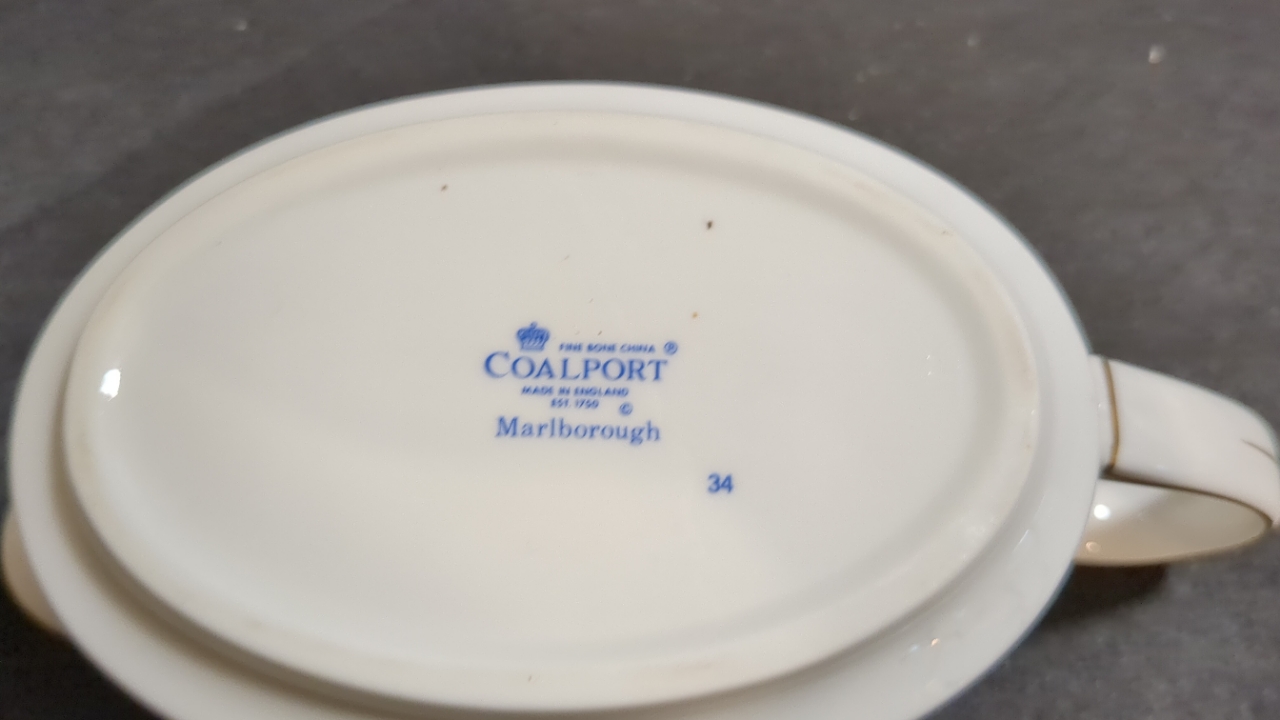 FINE BONE CHINA ®
COALPORT
MADE IN ENGLAND
EST. 1750 ©
Marlborough
34